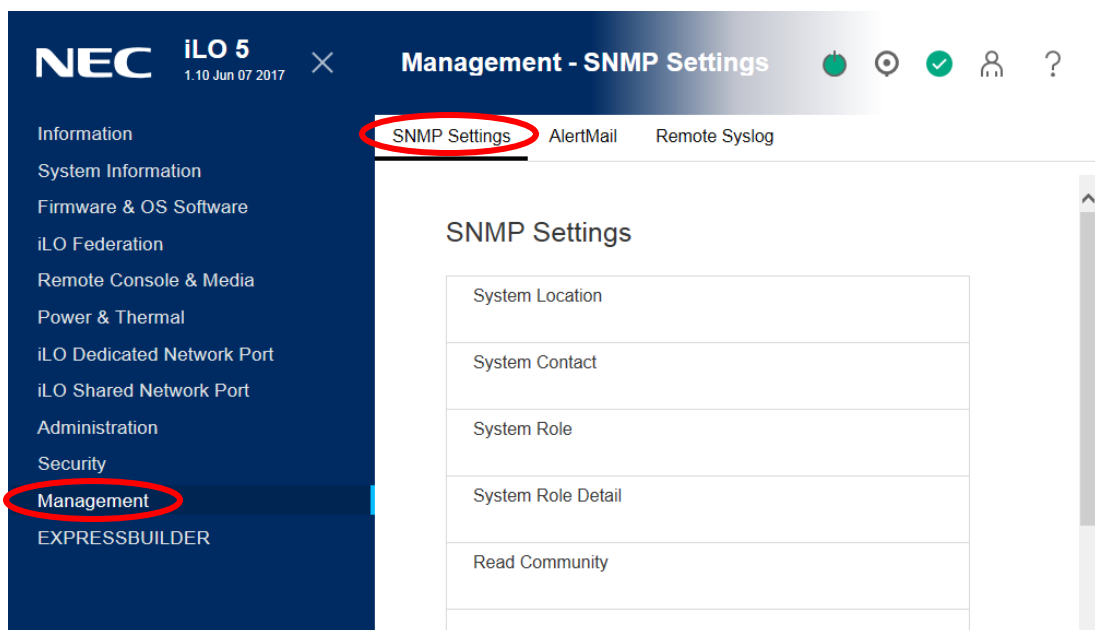 NEC iLO 5
1.10 Jun 07 2017
Management - SNMP Settings
?
Information
System Information
Firmware & OS Software
iLO Federation
Remote Console & Media
Power & Thermal
iLO Dedicated Network Port
iLO Shared Network Port
Administration
Security
Management
EXPRESSBUILDER
SNMP Settings AlertMail Remote Syslog
SNMP Settings
System Location
System Contact
System Role
System Role Detail
Read Community